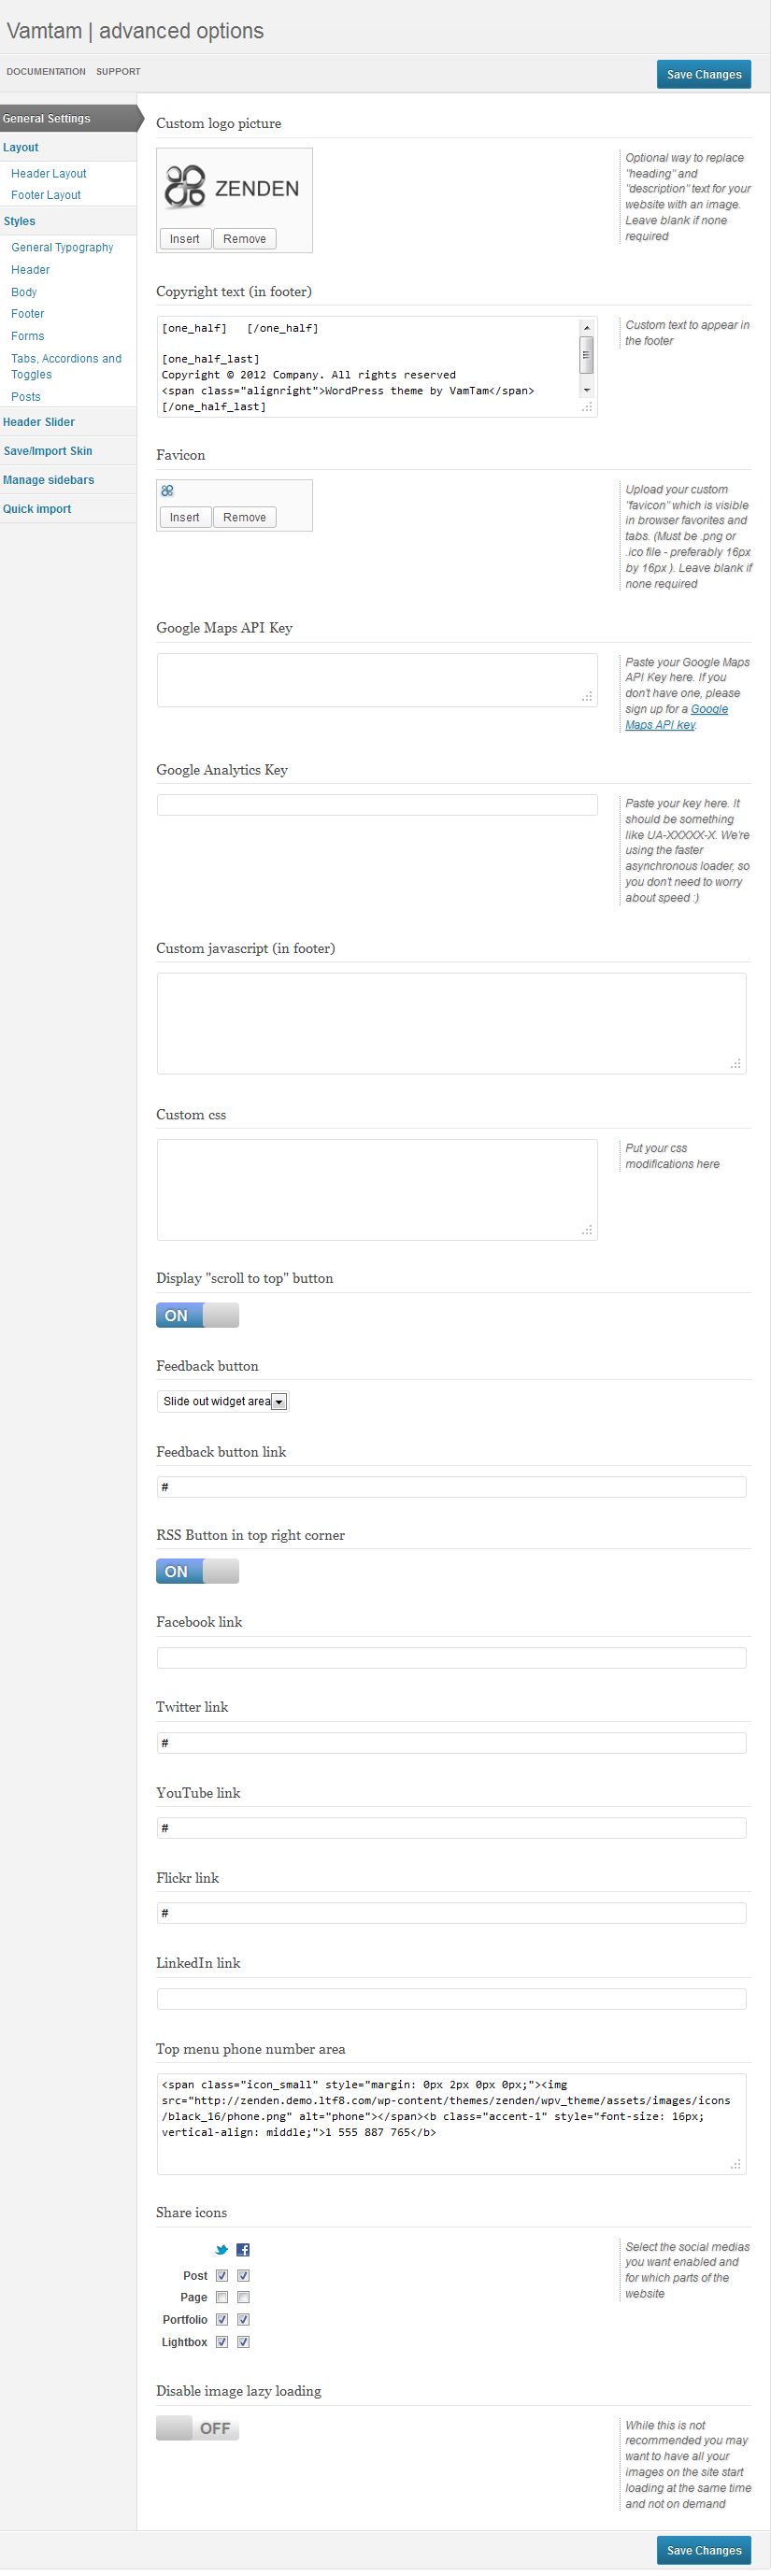 Vamtam | advanced options
DOCUMENTATION SUPPORT
Save Changes
General Settings
Layout
Header Layout
Footer Layout
Styles
General Typography
Header
Body
Footer
Forms
Tabs, Accordions and
Toggles
Posts
Header Slider
Save/Import Skin
Manage sidebars
Quick import
Custom logo picture
ZENDEN
Insert Remove
Optional way to replace
"heading" and
"description" text for your
website with an image.
Leave blank if none
required
Copyright text (in footer)
[one_half] [/one_half]
[one_half_last]
Copyright © 2012 Company. All rights reserved
<span class="alignright">WordPress theme by VamTam</span>
[/one_half_last]
Custom text to appear in
the footer
Favicon
Insert Remove
Upload your custom
"favicon" which is visible
in browser favorites and
tabs. (Must be .png or
.ico file - preferably 16px
by 16px ). Leave blank if
none required
Google Maps API Key
Paste your Google Maps
API Key here. If you
don't have one, please
sign up for a Google
Maps API key.
Google Analytics Key
Paste your key here. It
should be something
like UA-XXXXX-X. We're
using the faster
asynchronous loader, so
you don't need to worry
about speed :)
Custom javascript (in footer)
Custom css
Put your css
modifications here
Display "scroll to top" button
ON
Feedback button
Slide out widget area
Feedback button link
#
RSS Button in top right corner
ON
Facebook link
Twitter link
#
YouTube link
#
Flickr link
#
LinkedIn link
Top menu phone number area
<span class="icon_small" style="margin: 0px 2px 0px 0px;"><img
src="http://zenden.demo.ltf8.com/wp-content/themes/zenden/wpv_theme/assets/images/icons
/black_16/phone.png" alt="phone"></span><b class="accent-1" style="font-size: 16px;
vertical-align: middle;">1 555 887 765</b>
Share icons
Post
Page
Portfolio
Lightbox
Select the social medias
you want enabled and
for which parts of the
website
Disable image lazy loading
OFF
While this is not
recommended you may
want to have all your
images on the site start
loading at the same time
and not on demand
Save Changes